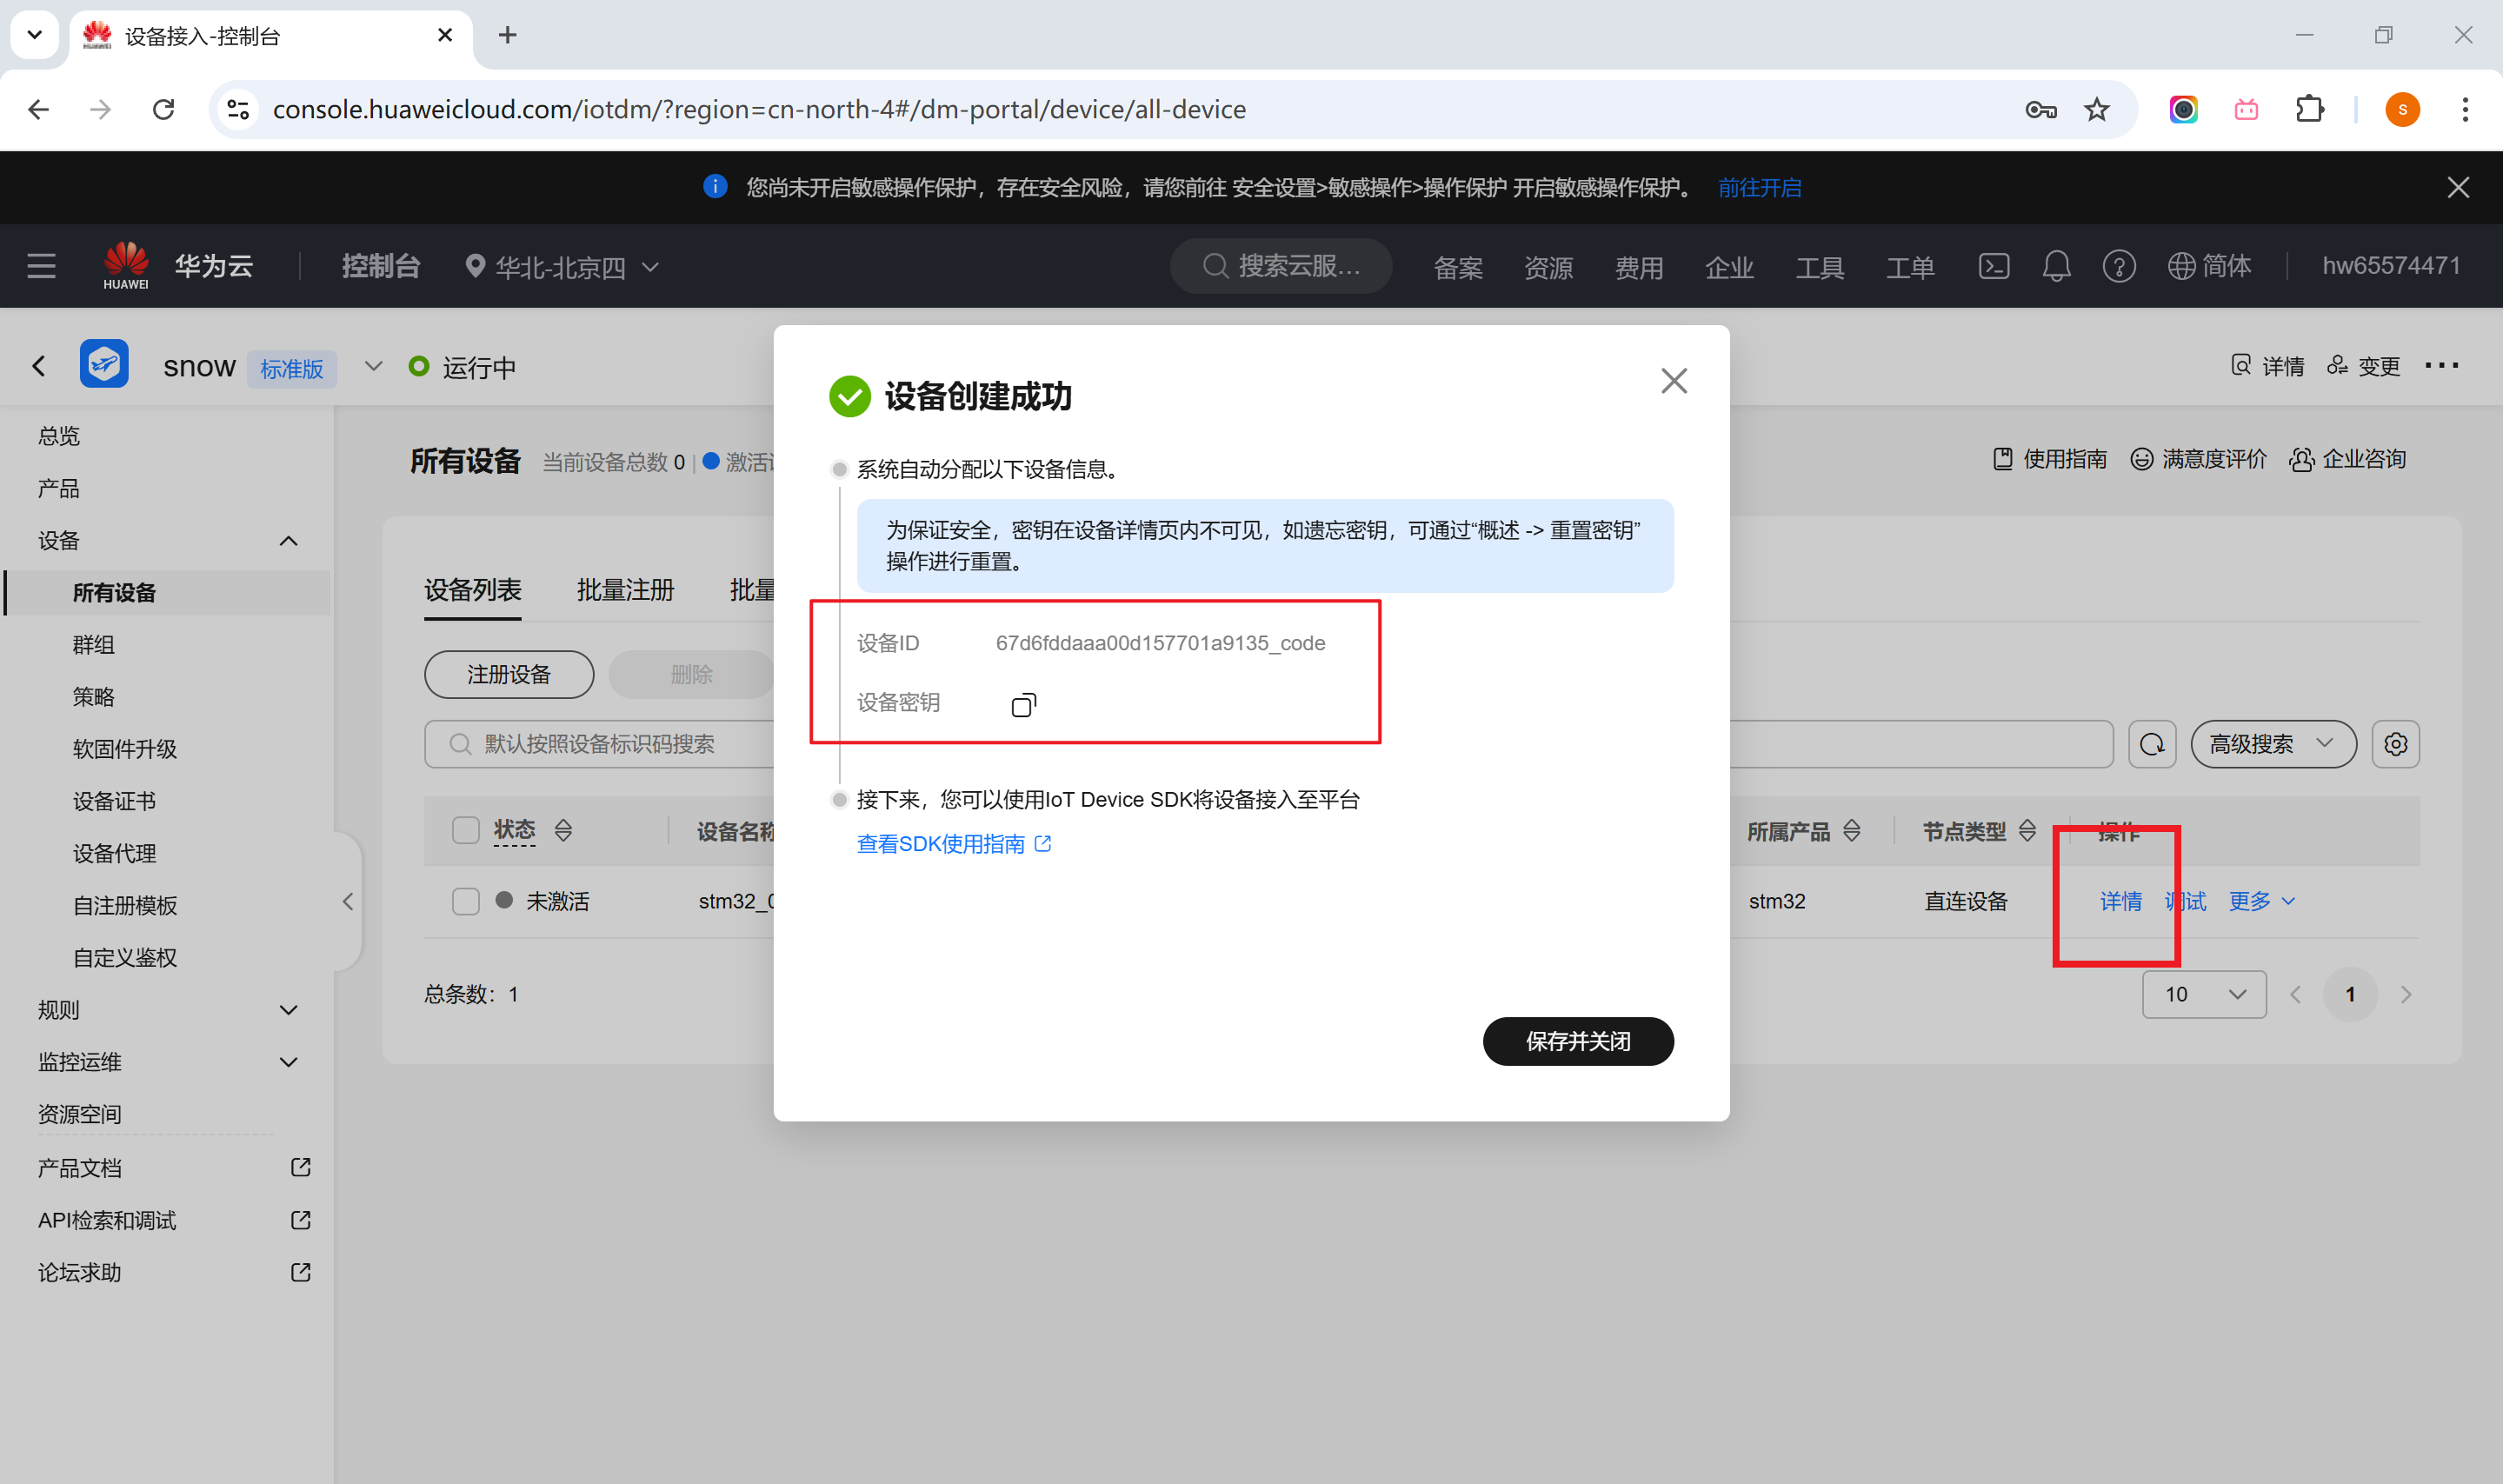 设备接入-控制台
console.huaweicloud.com/iotdm/?region=cn-north-4#/dm-portal/device/all-device
s
您尚未开启敏感操作保护，存在安全风险，请您前往 安全设置>敏感操作>操作保护 开启敏感操作保护。 前往开启
HUAWEI
华为云 控制台 华北-北京四 搜索云服... 备案 资源 费用 企业 工具 工单 简体 hw65574471
snow 标准版 运行中 详情 变更
总览
产品
设备
所有设备
群组
策略
软固件升级
设备证书
设备代理
自注册模板
自定义鉴权
规则
监控运维
资源空间
产品文档
API检索和调试
论坛求助
所有设备 当前设备总数 0 | 激活 使用指南 满意度评价 企业咨询
设备列表 批量注册 批量
注册设备 删除
默认按照设备标识码搜索 高级搜索
状态 设备名称 所属产品 节点类型 操作
未激活 stm32_0 stm32 直连设备 详情 调试 更多
总条数：1 10 1
设备创建成功
系统自动分配以下设备信息。
为保证安全，密钥在设备详情页内不可见，如遗忘密钥，可通过“概述 -> 重置密钥”
操作进行重置。
设备ID 67d6fddaaa00d157701a9135_code
设备密钥
接下来，您可以使用IoT Device SDK将设备接入至平台
查看SDK使用指南
保存并关闭